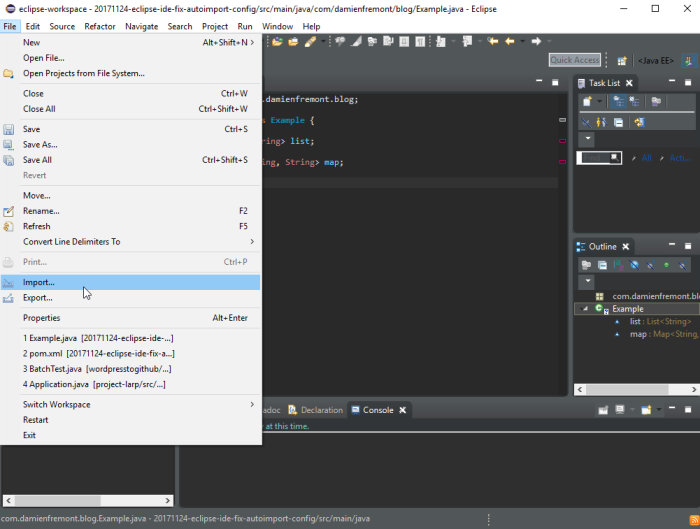 eclipse-workspace - 20171124-eclipse-ide-fix-autoimport-config/src/main/java/com/damienfremont/blog/Example.java - Eclipse
File Edit Source Refactor Navigate Search Project Run Window Help
New Alt+Shift+N >
Open File...
Open Projects from File System...
Close Ctrl+W
Close All Ctrl+Shift+W
Save Ctrl+S
Save As...
Save All Ctrl+Shift+S
Revert
Move...
Rename... F2
Refresh F5
Convert Line Delimiters To >
Print... Ctrl+P
Import...
Export...
Properties Alt+Enter
1 Example.java [20171124-eclipse-ide-...]
2 pom.xml [20171124-eclipse-ide-fix-a...]
3 BatchTest.java [wordpresstogithub/...]
4 Application.java [project-larp/src/...]
Switch Workspace >
Restart
Exit
Quick Access
<Java EE>
.damienfremont.blog;
s Example {
ring> list;
ing, String> map;
Task List
All
Acti...
Outline
com.damienfremont.bl
Example
list : List<String>
map : Map<String,
adoc Declaration Console
y at this time.
com.damienfremont.blog.Example.java - 20171124-eclipse-ide-fix-autoimport-config/src/main/java